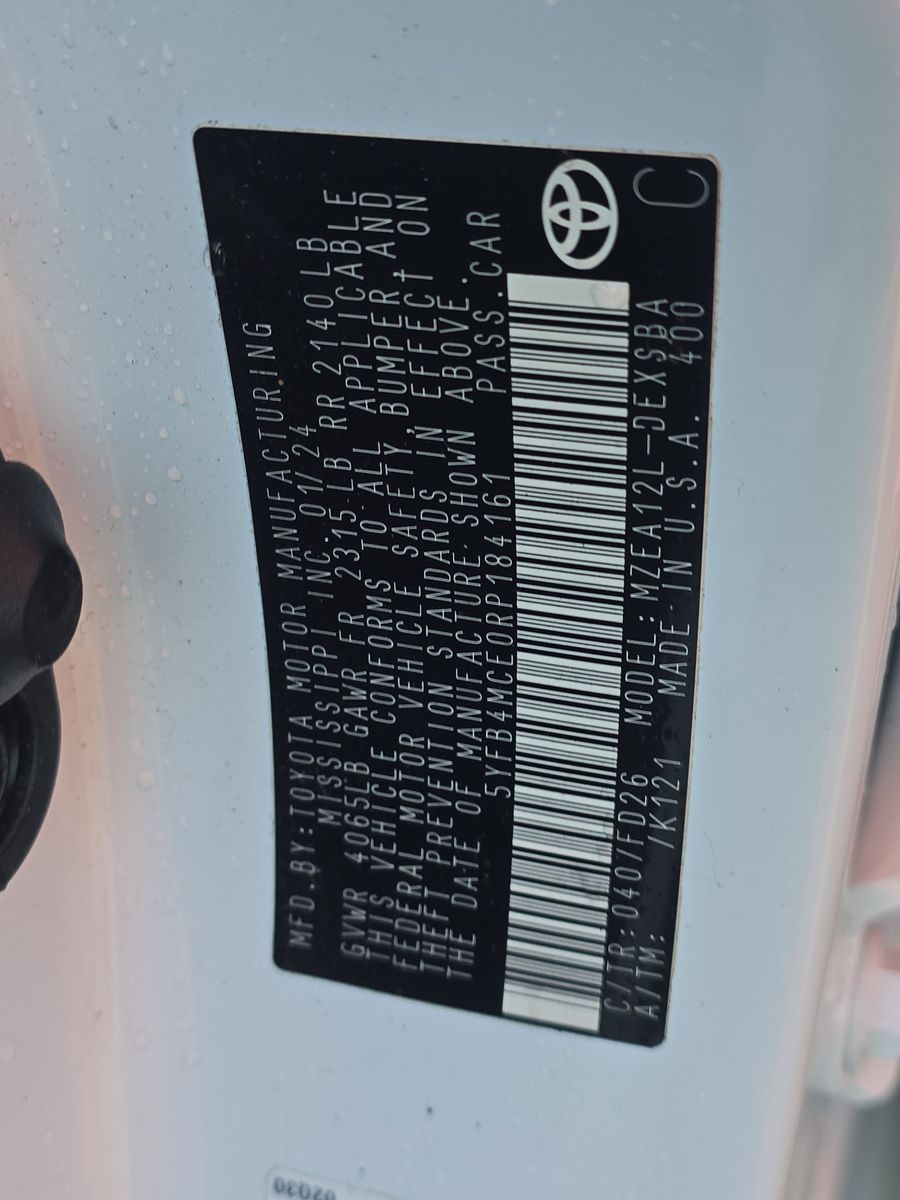 MFD.BY:TOYOTA MOTOR MANUFACTURING
MISSISSIPPI INC. 01/24
GVWR 4065LB GAWR FR 2315 LB RR 2140 LB
THIS VEHICLE CONFORMS TO ALL APPLICABLE
FEDERAL MOTOR VEHICLE SAFETY, BUMPER, AND
THEFT PREVENTION STANDARDS IN EFFECT ON
THE DATE OF MANUFACTURE SHOWN ABOVE.
5YFB4MCE0RP184161 PASS.CAR
C/TR:0407/FD26 MODEL:MZEA12L-DEXSBA
A/TM: /K121 MADE IN U.S.A. 400 C